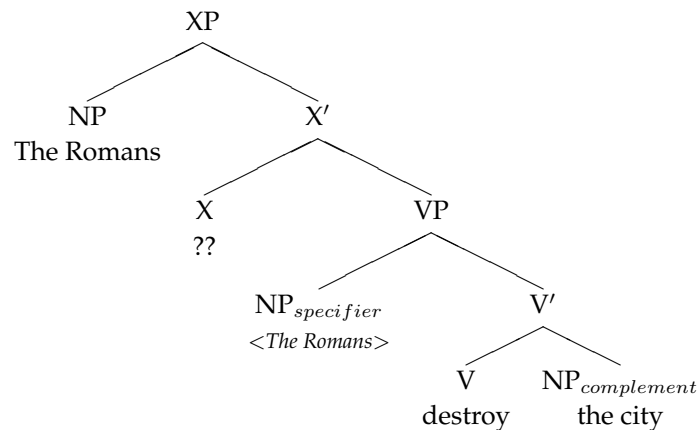 XP
NP X′
The Romans
X VP
??
NP_specifier V′
<The Romans>
V NP_complement
destroy the city